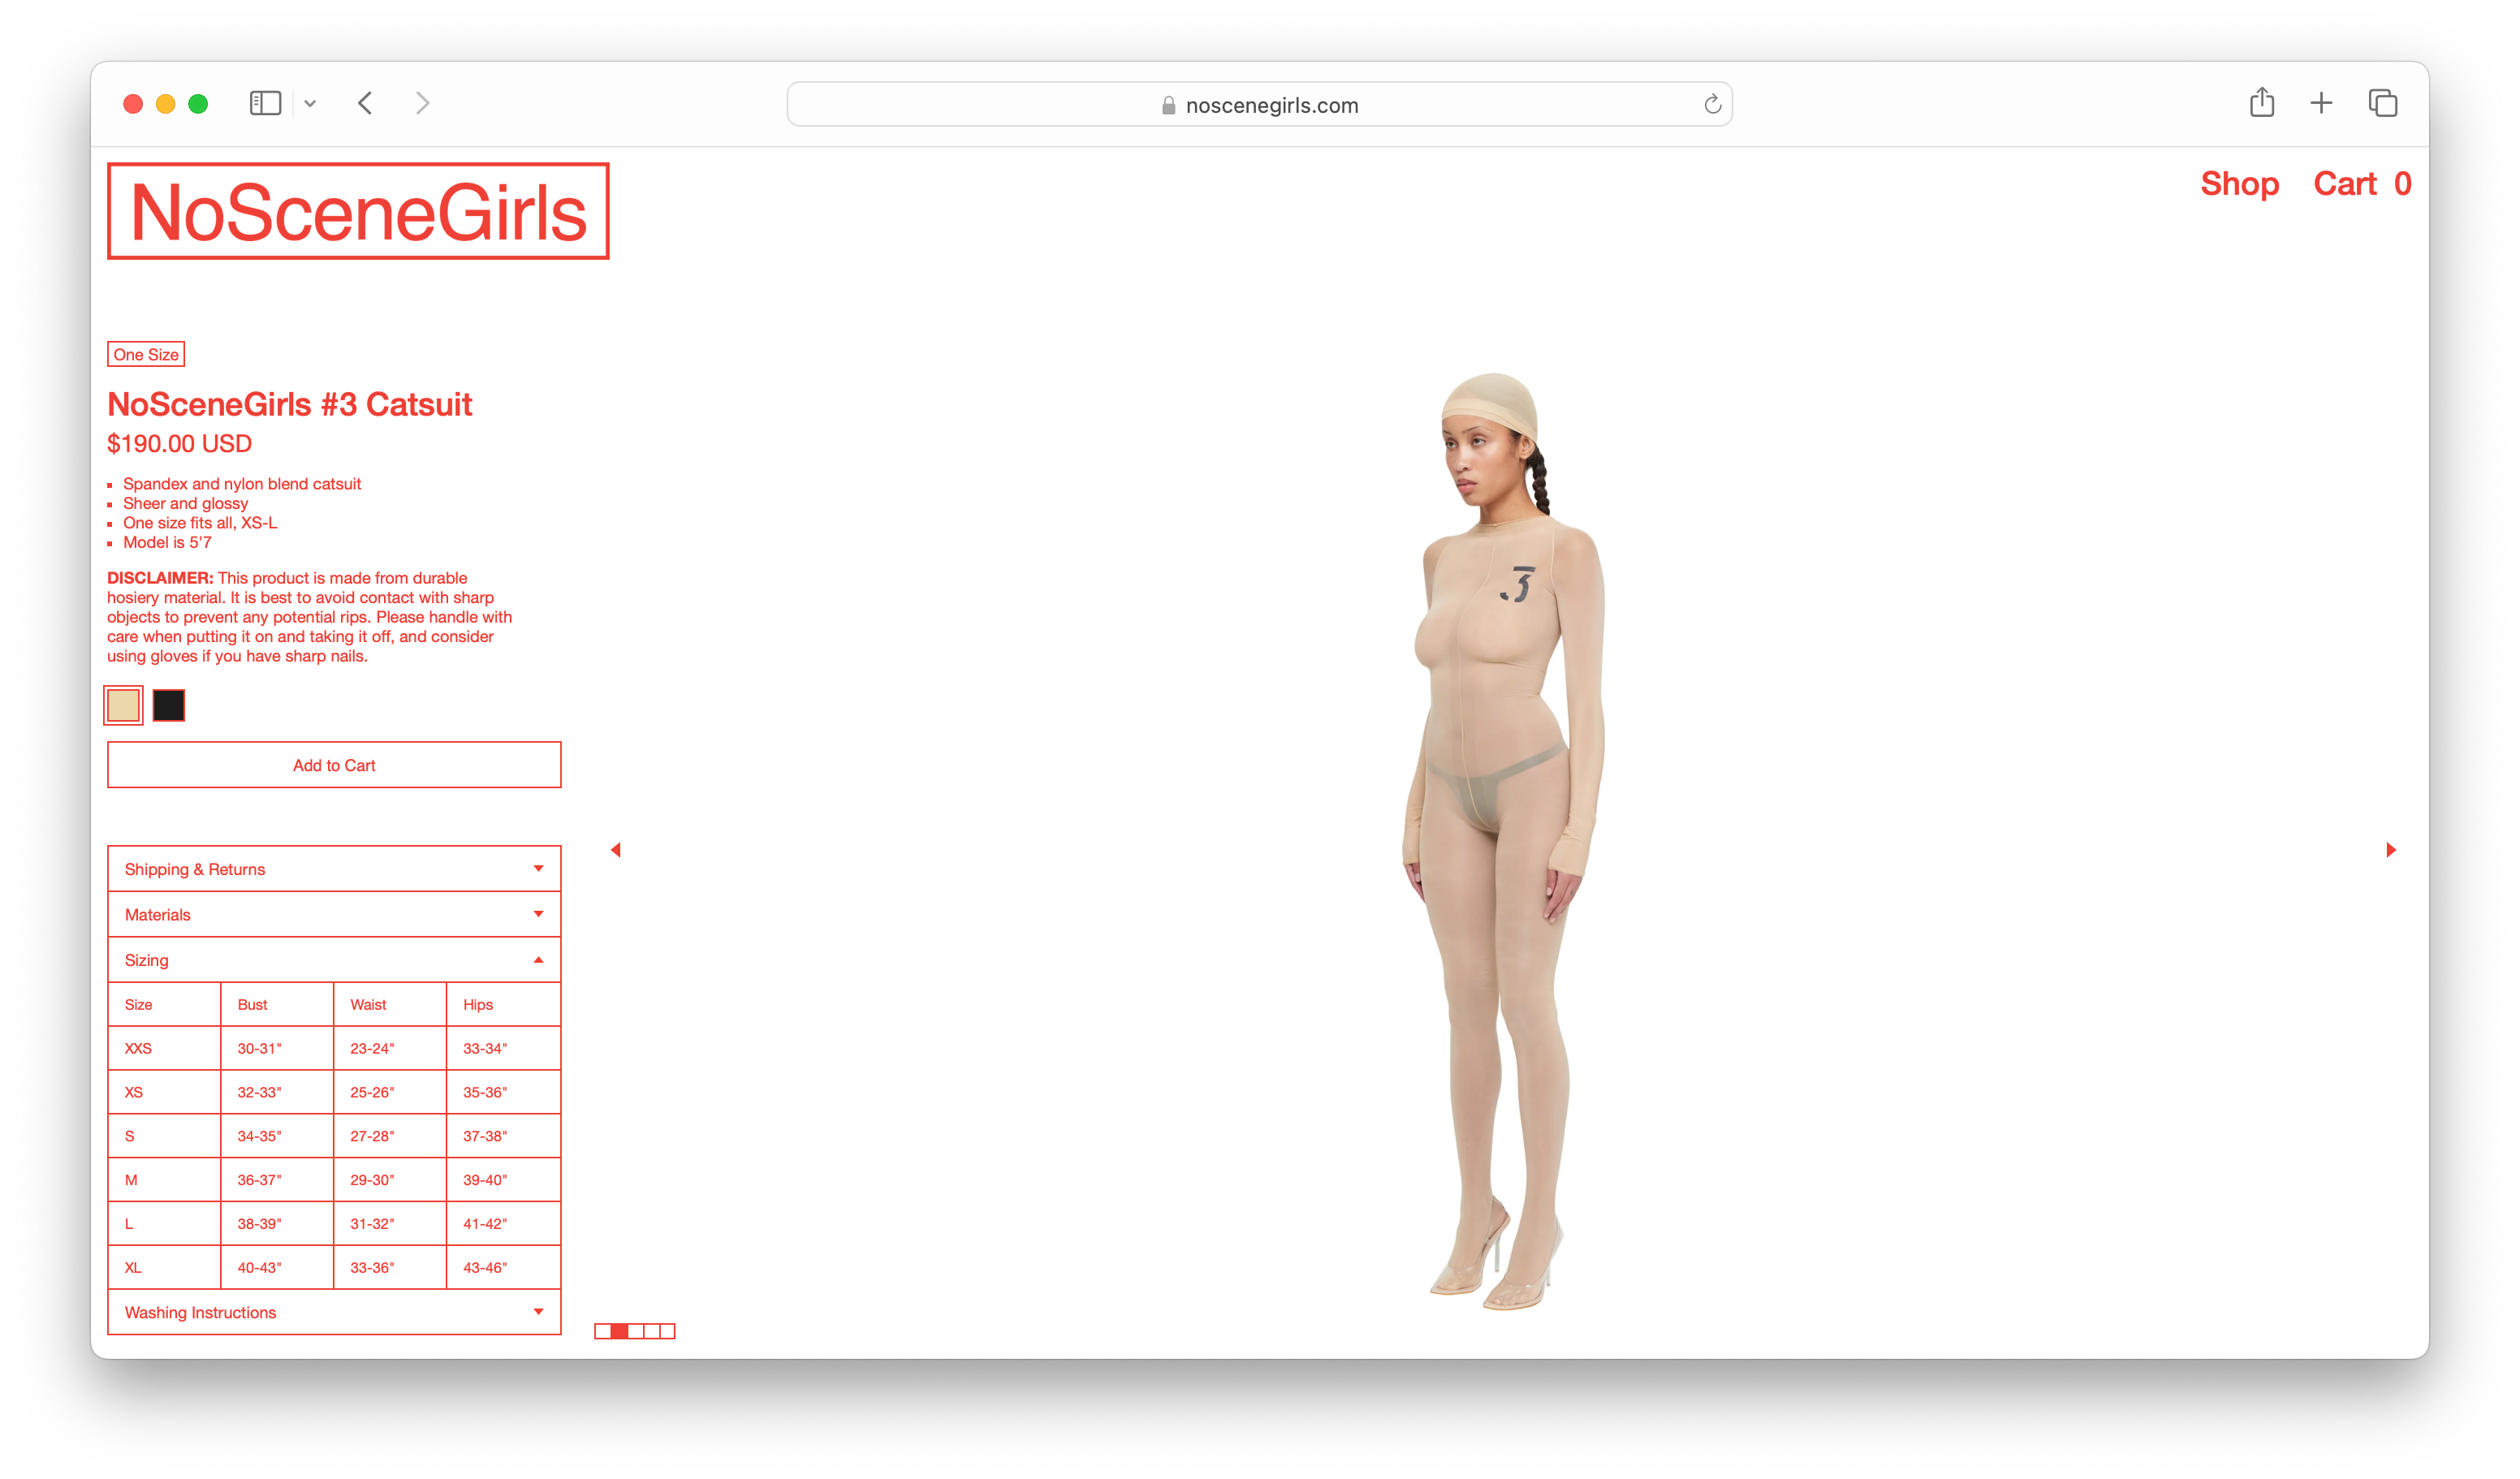 noscenegirls.com
NoSceneGirls
Shop Cart 0
One Size
NoSceneGirls #3 Catsuit
$190.00 USD
Spandex and nylon blend catsuit
Sheer and glossy
One size fits all, XS-L
Model is 5'7
DISCLAIMER: This product is made from durable
hosiery material. It is best to avoid contact with sharp
objects to prevent any potential rips. Please handle with
care when putting it on and taking it off, and consider
using gloves if you have sharp nails.
Add to Cart
Shipping & Returns
Materials
Sizing
Size Bust Waist Hips
XXS 30-31" 23-24" 33-34"
XS 32-33" 25-26" 35-36"
S 34-35" 27-28" 37-38"
M 36-37" 29-30" 39-40"
L 38-39" 31-32" 41-42"
XL 40-43" 33-36" 43-46"
Washing Instructions
3